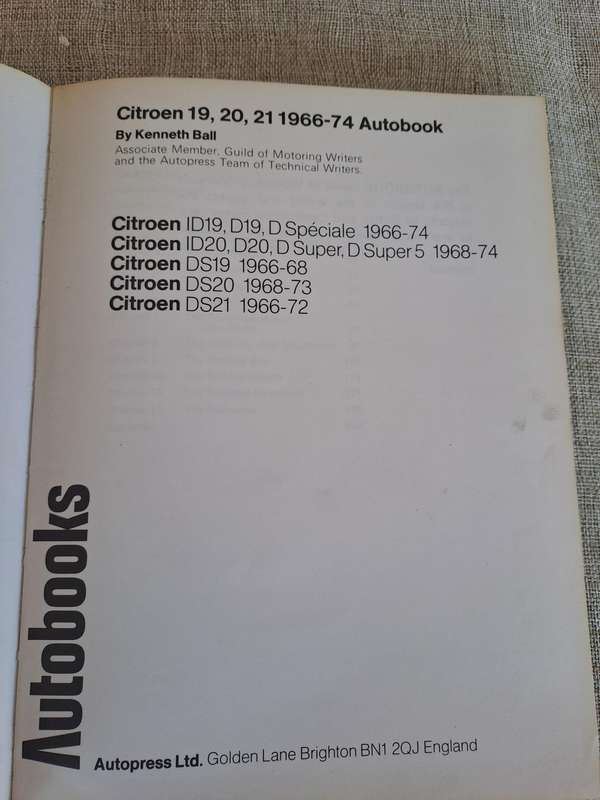 Citroen 19, 20, 21 1966-74 Autobook
By Kenneth Ball
Associate Member, Guild of Motoring Writers
and the Autopress Team of Technical Writers.
Citroen ID19, D19, D Spéciale 1966-74
Citroen ID20, D20, D Super, D Super 5 1968-74
Citroen DS19 1966-68
Citroen DS20 1968-73
Citroen DS21 1966-72
Autobooks
Autopress Ltd. Golden Lane Brighton BN1 2QJ England